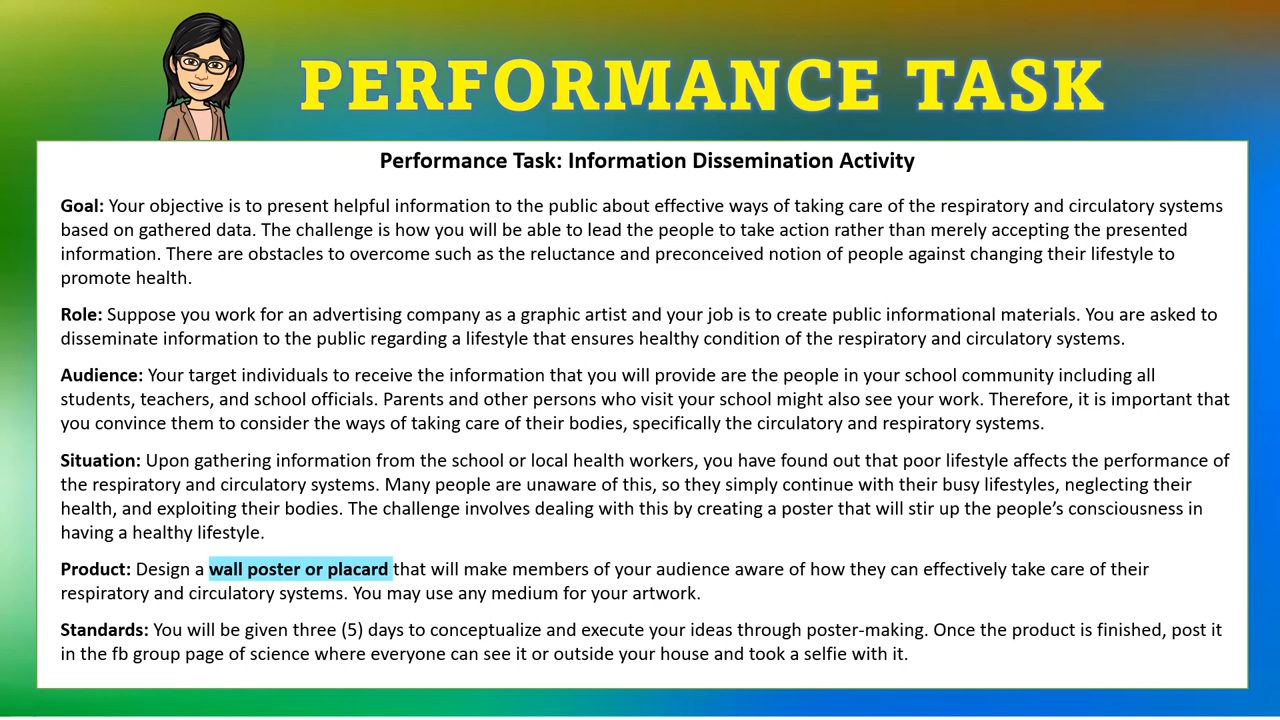 PERFORMANCE TASK
Performance Task: Information Dissemination Activity
Goal: Your objective is to present helpful information to the public about effective ways of taking care of the respiratory and circulatory systems
based on gathered data. The challenge is how you will be able to lead the people to take action rather than merely accepting the presented
information. There are obstacles to overcome such as the reluctance and preconceived notion of people against changing their lifestyle to
promote health.
Role: Suppose you work for an advertising company as a graphic artist and your job is to create public informational materials. You are asked to
disseminate information to the public regarding a lifestyle that ensures healthy condition of the respiratory and circulatory systems.
Audience: Your target individuals to receive the information that you will provide are the people in your school community including all
students, teachers, and school officials. Parents and other persons who visit your school might also see your work. Therefore, it is important that
you convince them to consider the ways of taking care of their bodies, specifically the circulatory and respiratory systems.
Situation: Upon gathering information from the school or local health workers, you have found out that poor lifestyle affects the performance of
the respiratory and circulatory systems. Many people are unaware of this, so they simply continue with their busy lifestyles, neglecting their
health, and exploiting their bodies. The challenge involves dealing with this by creating a poster that will stir up the people’s consciousness in
having a healthy lifestyle.
Product: Design a wall poster or placard that will make members of your audience aware of how they can effectively take care of their
respiratory and circulatory systems. You may use any medium for your artwork.
Standards: You will be given three (5) days to conceptualize and execute your ideas through poster-making. Once the product is finished, post it
in the fb group page of science where everyone can see it or outside your house and took a selfie with it.